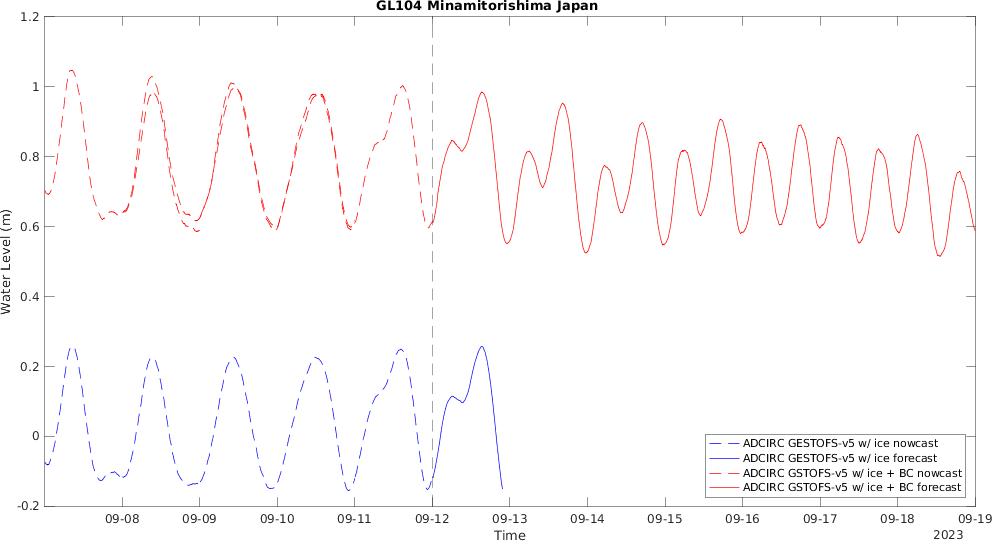 GL104 Minamitorishima Japan
1.2
1
0.8
0.6
0.4
0.2
0
-0.2
Water Level (m)
ADCIRC GESTOFS-v5 w/ ice nowcast
ADCIRC GESTOFS-v5 w/ ice forecast
ADCIRC GSTOFS-v5 w/ ice + BC nowcast
ADCIRC GSTOFS-v5 w/ ice + BC forecast
09-08 09-09 09-10 09-11 09-12 09-13 09-14 09-15 09-16 09-17 09-18 09-19
Time
2023